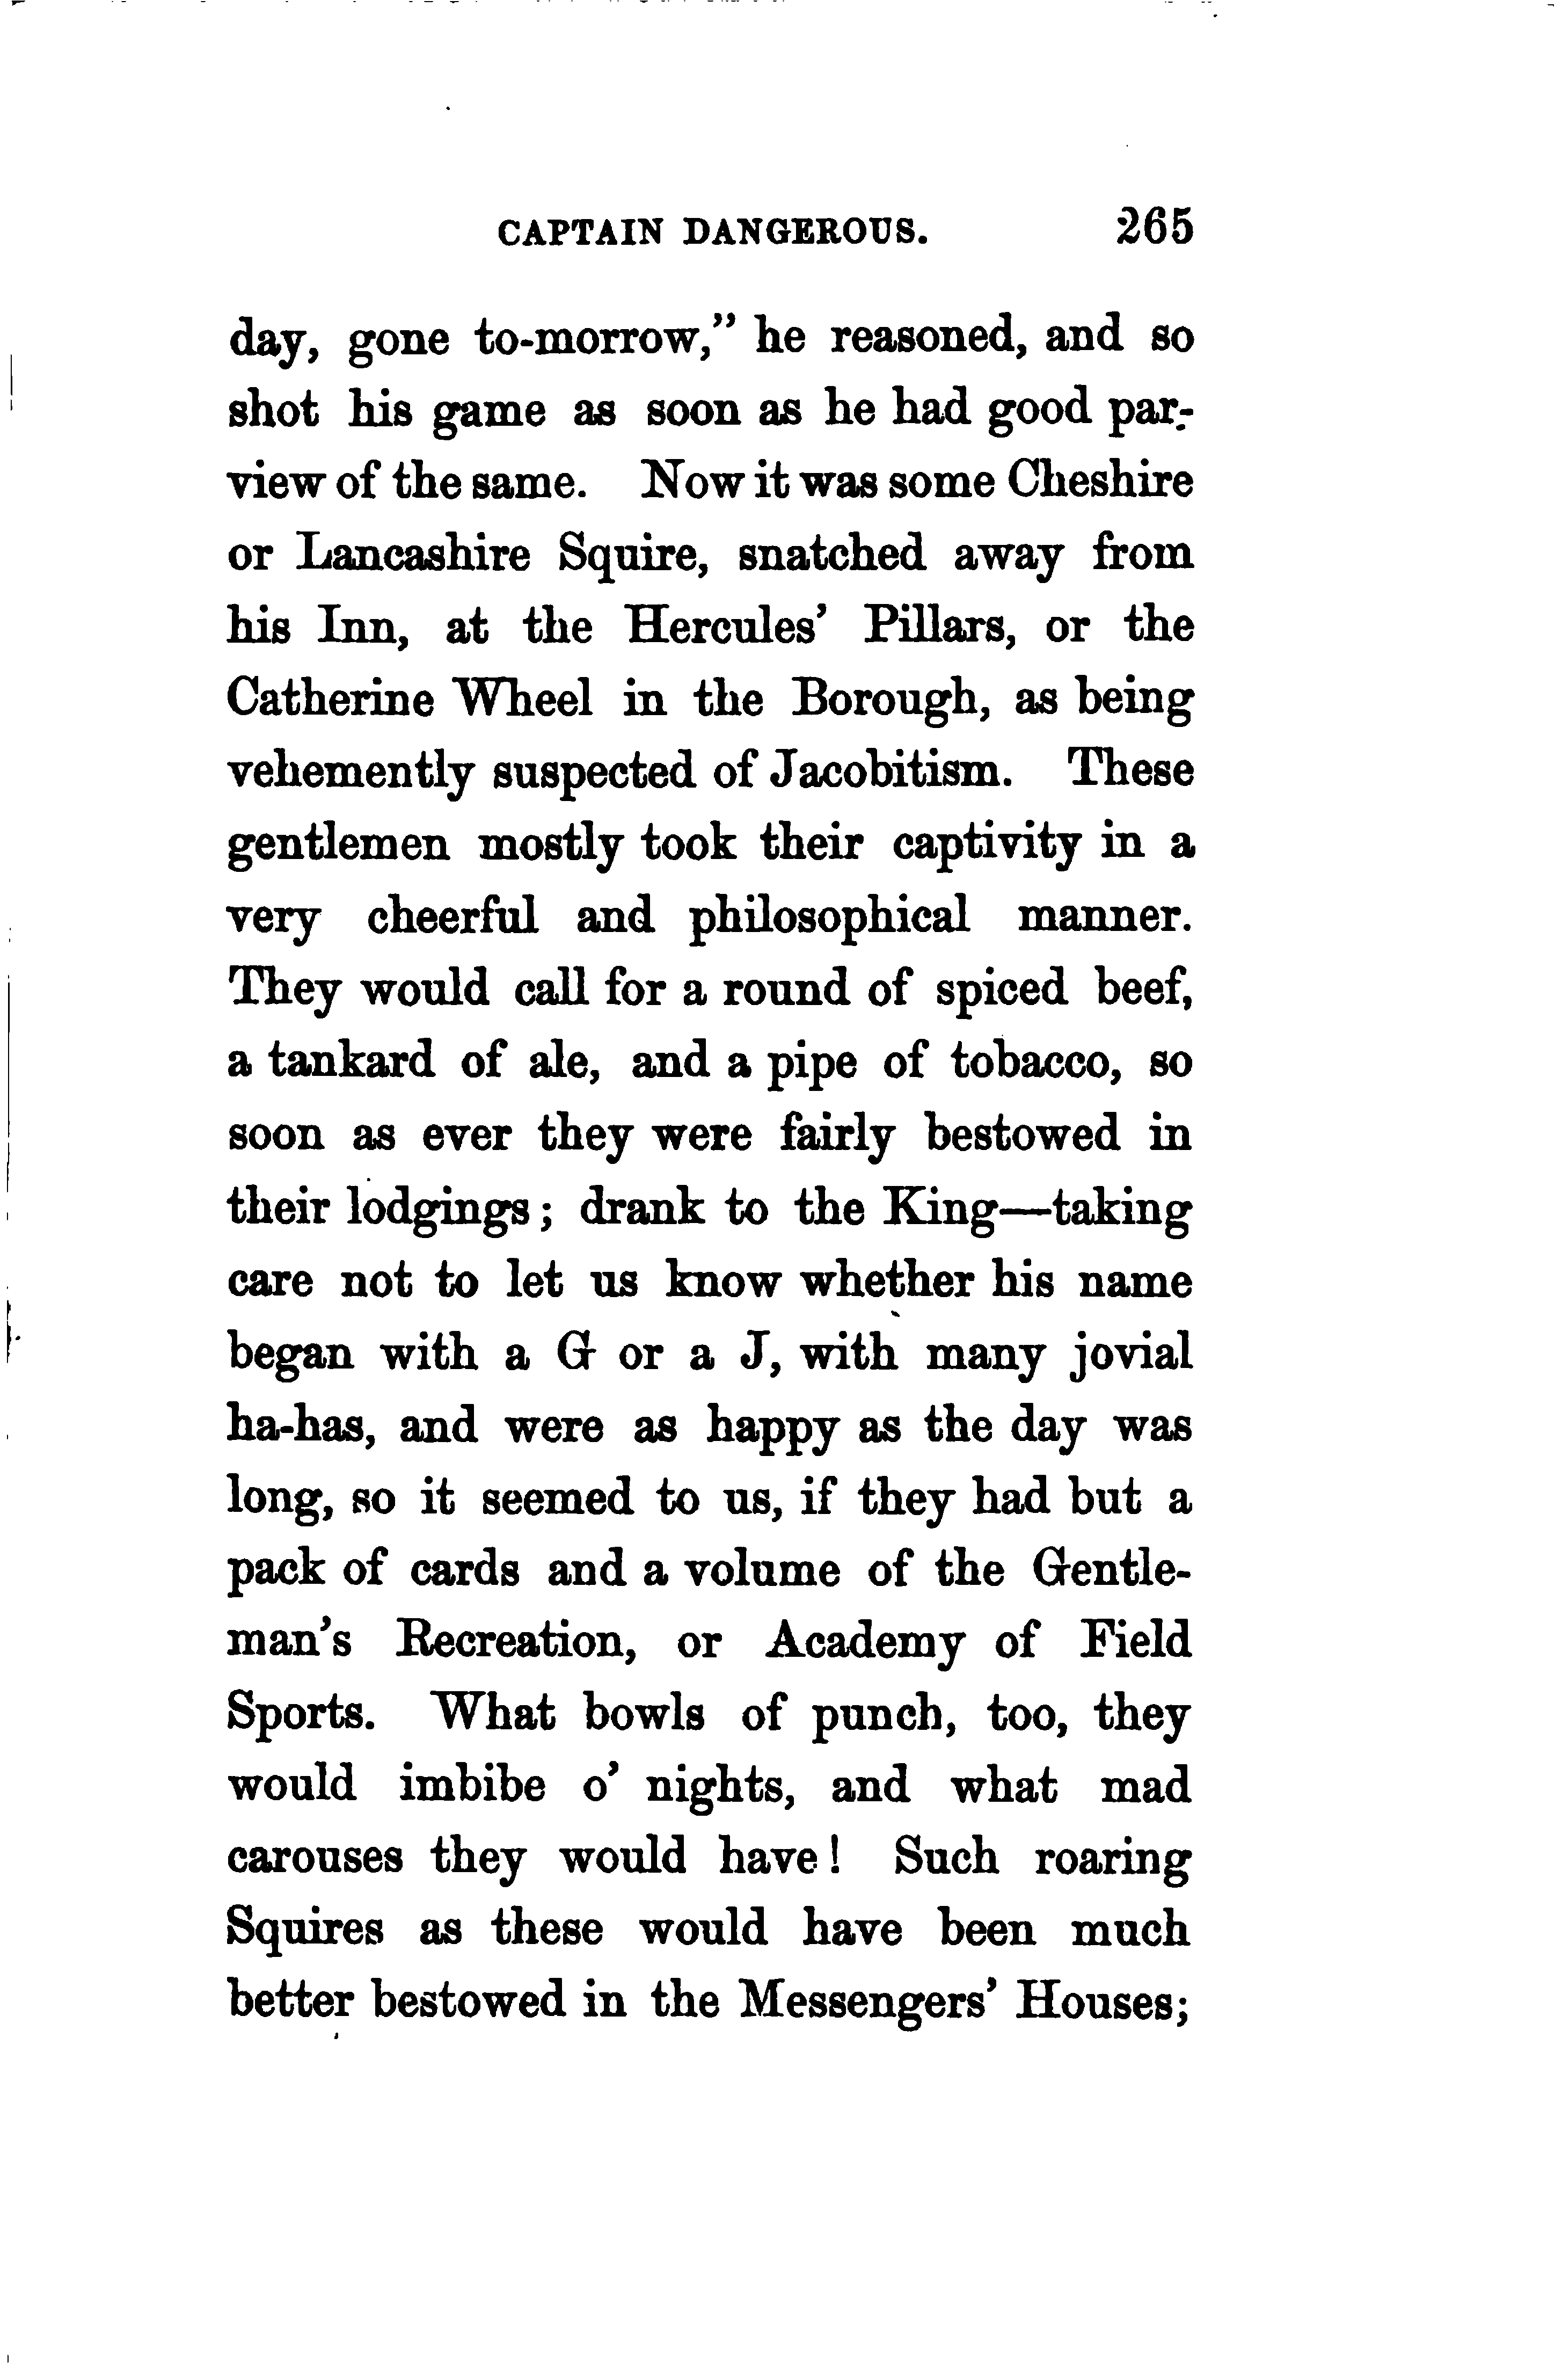 CAPTAIN DANGEROUS. 265
day, gone to-morrow,” he reasoned, and so
shot his game as soon as he had good par-
view of the same. Now it was some Cheshire
or Lancashire Squire, snatched away from
his Inn, at the Hercules’ Pillars, or the
Catherine Wheel in the Borough, as being
vehemently suspected of Jacobitism. These
gentlemen mostly took their captivity in a
very cheerful and philosophical manner.
They would call for a round of spiced beef,
a tankard of ale, and a pipe of tobacco, so
soon as ever they were fairly bestowed in
their lodgings; drank to the King—taking
care not to let us know whether his name
began with a G or a J, with many jovial
ha-has, and were as happy as the day was
long, so it seemed to us, if they had but a
pack of cards and a volume of the Gentle-
man’s Recreation, or Academy of Field
Sports. What bowls of punch, too, they
would imbibe o’ nights, and what mad
carouses they would have! Such roaring
Squires as these would have been much
better bestowed in the Messengers’ Houses;